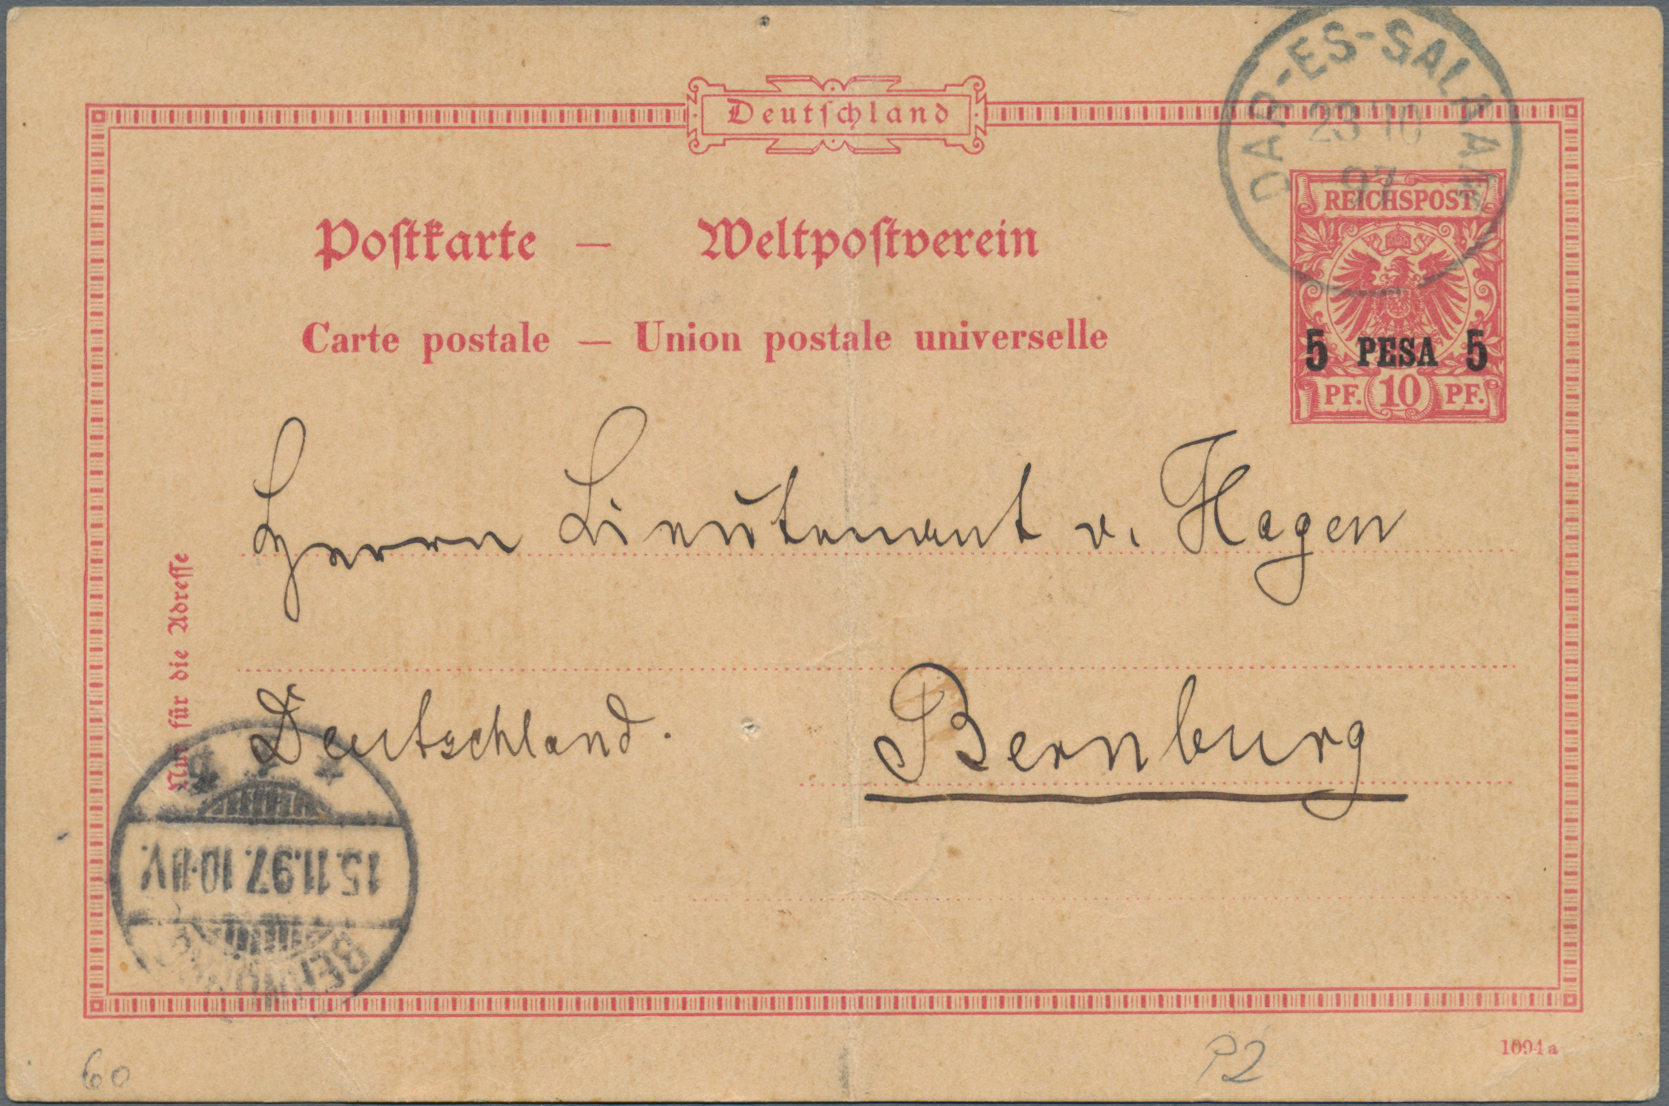 Deutschland
DAR-ES-SALAAM
23 10
97
Postkarte — Weltpostverein
Carte postale — Union postale universelle
REICHSPOST
5 PESA 5
PF. 10 PF.
Herrn Lieutenant v. Hagen
Deutschland. Bernburg
Nur für die Adresse
15.11.97. 10-11V.
BERNBURG
60
P2
1094a